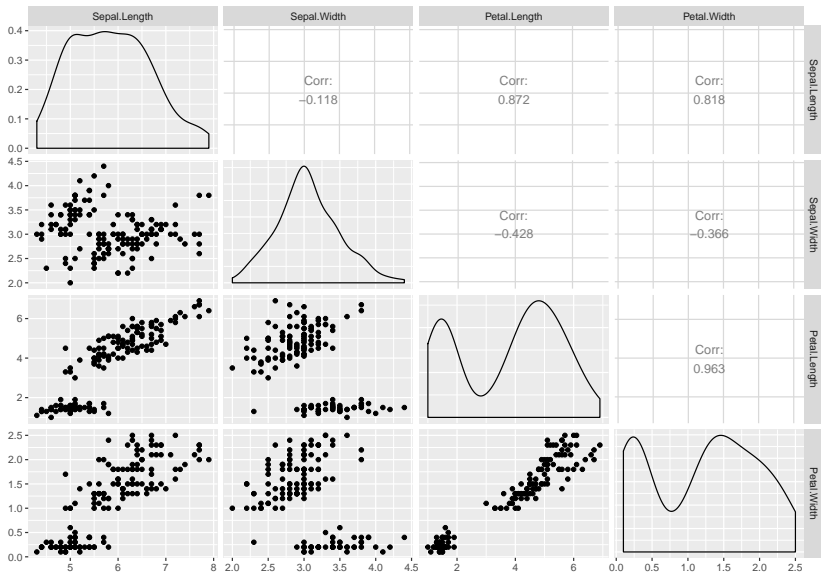 Sepal.Length Sepal.Width Petal.Length Petal.Width
0.4
0.3
0.2
0.1
0.0
Corr:
−0.118
Corr:
0.872
Corr:
0.818
Sepal.Length
4.5
4.0
3.5
3.0
2.5
2.0
Corr:
−0.428
Corr:
−0.366
Sepal.Width
6
4
2
Corr:
0.963
Petal.Length
2.5
2.0
1.5
1.0
0.5
0.0
Petal.Width
5 6 7 8 2.0 2.5 3.0 3.5 4.0 4.5 2 4 6 0.0 0.5 1.0 1.5 2.0 2.5